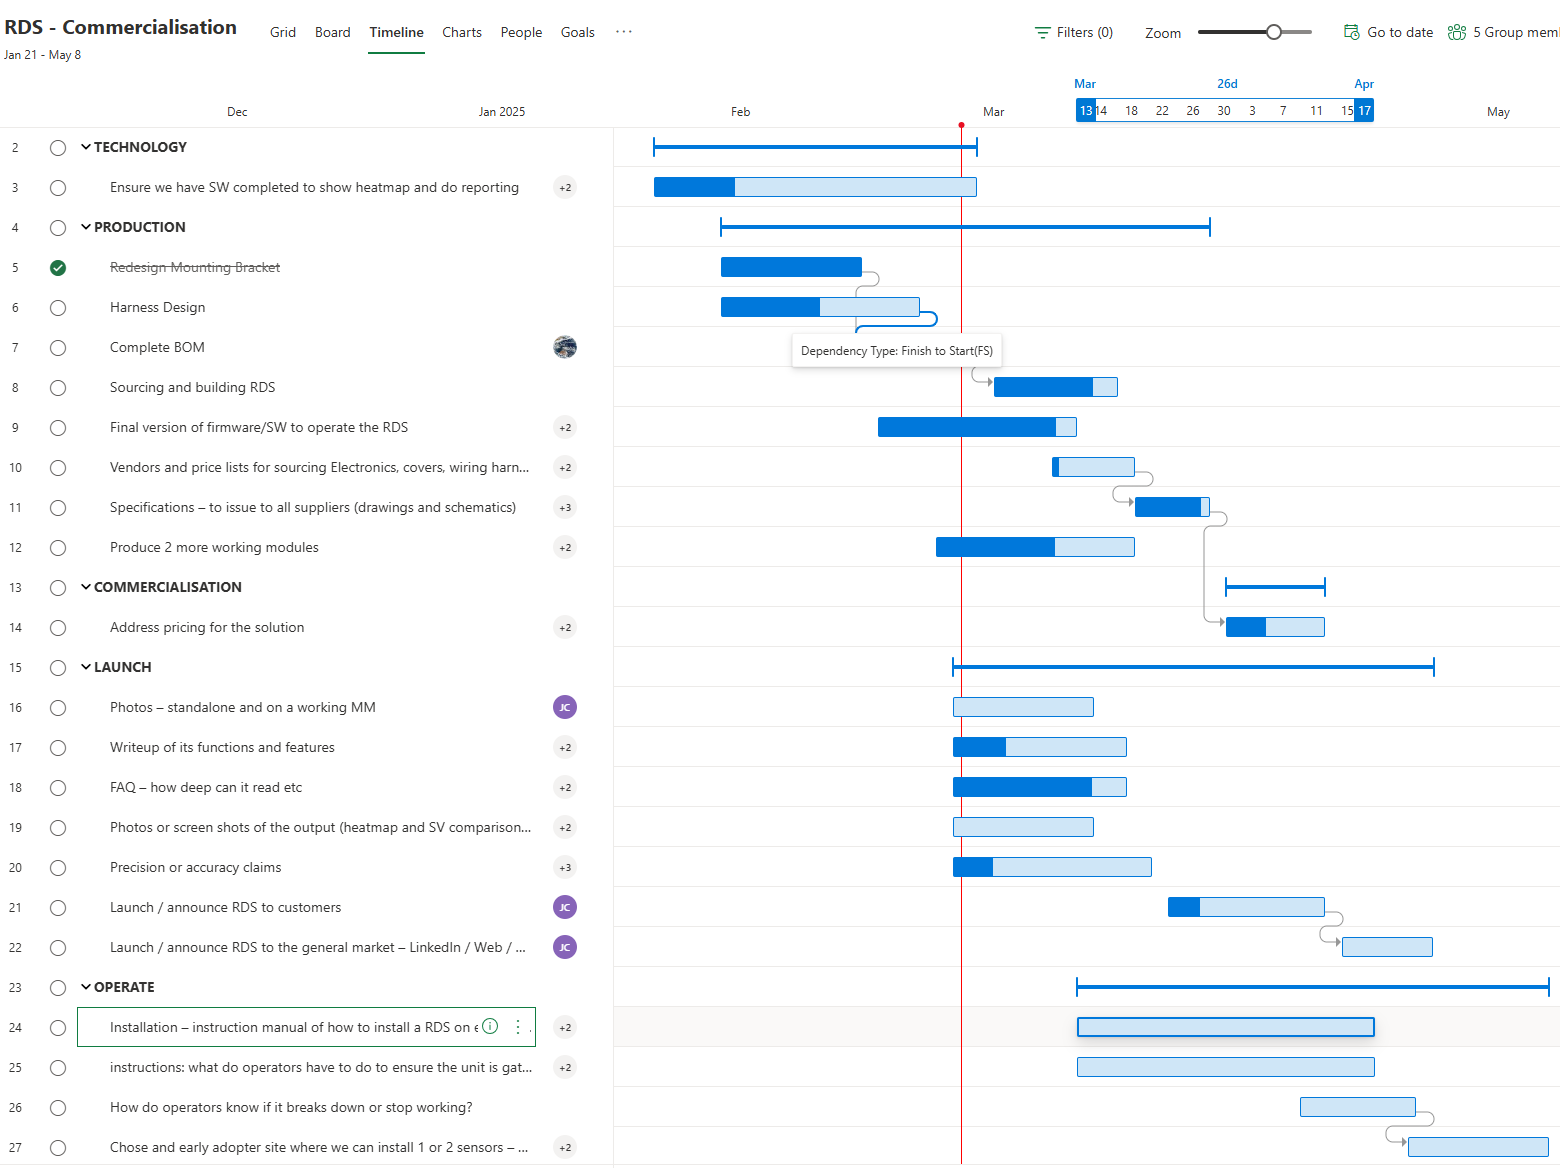 RDS - Commercialisation
Jan 21 - May 8
Grid Board Timeline Charts People Goals ...
Filters (0) Zoom Go to date 5 Group mem
Mar 26d Apr
Dec Jan 2025 Feb Mar 13 14 18 22 26 30 3 7 11 15 17 May
2 TECHNOLOGY
3 Ensure we have SW completed to show heatmap and do reporting +2
4 PRODUCTION
5 Redesign Mounting Bracket
6 Harness Design
7 Complete BOM
Dependency Type: Finish to Start(FS)
8 Sourcing and building RDS
9 Final version of firmware/SW to operate the RDS +2
10 Vendors and price lists for sourcing Electronics, covers, wiring harn... +2
11 Specifications – to issue to all suppliers (drawings and schematics) +3
12 Produce 2 more working modules +2
13 COMMERCIALISATION
14 Address pricing for the solution +2
15 LAUNCH
16 Photos – standalone and on a working MM JC
17 Writeup of its functions and features +2
18 FAQ – how deep can it read etc +2
19 Photos or screen shots of the output (heatmap and SV comparison... +2
20 Precision or accuracy claims +3
21 Launch / announce RDS to customers JC
22 Launch / announce RDS to the general market – LinkedIn / Web / ... JC
23 OPERATE
24 Installation – instruction manual of how to install a RDS on +2
25 instructions: what do operators have to do to ensure the unit is gat... +2
26 How do operators know if it breaks down or stop working?
27 Chose and early adopter site where we can install 1 or 2 sensors – ... +2